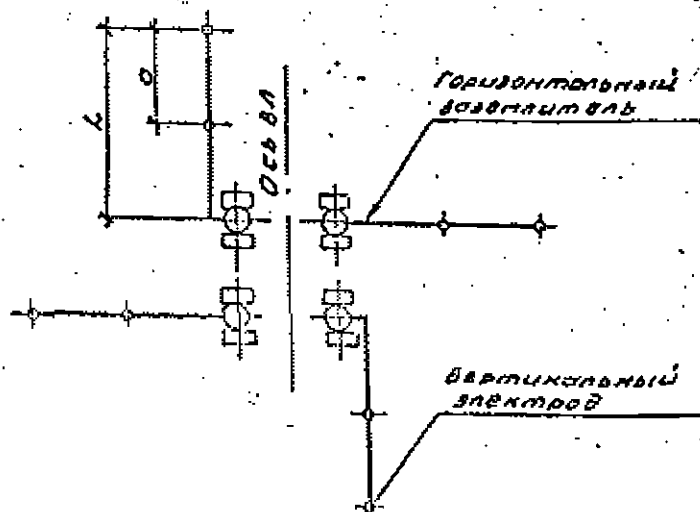 L
a
Ось ВЛ
Горизонтальный
заземлитель
Вертикальный
электрод